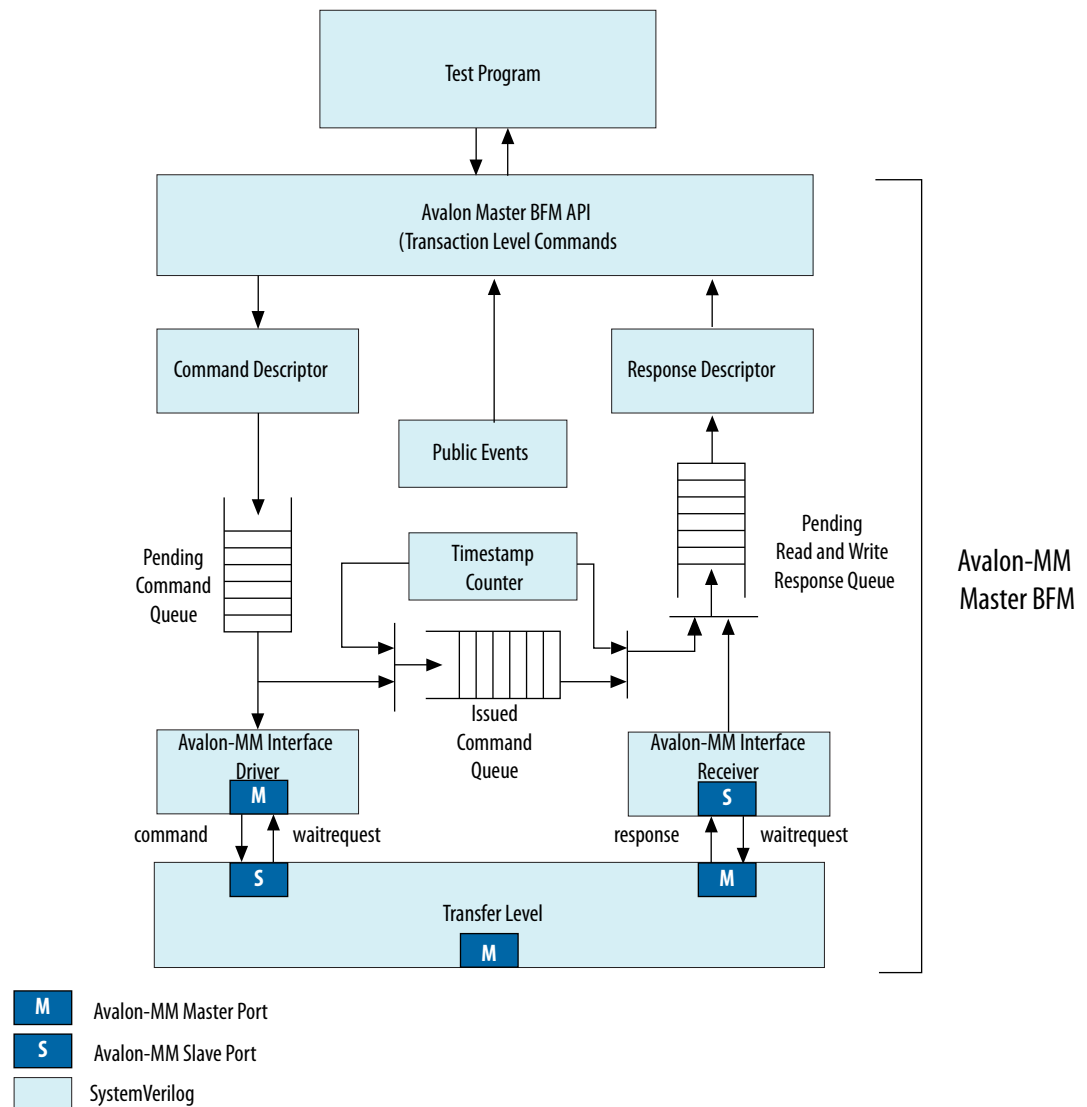 Test Program
Avalon Master BFM API
(Transaction Level Commands
Command Descriptor
Response Descriptor
Public Events
Pending
Command
Queue
Timestamp
Counter
Pending
Read and Write
Response Queue
Avalon-MM
Master BFM
Issued
Command
Queue
Avalon-MM Interface
Driver
M
Avalon-MM Interface
Receiver
S
command
waitrequest
response
waitrequest
S
M
Transfer Level
M
M
Avalon-MM Master Port
S
Avalon-MM Slave Port
SystemVerilog